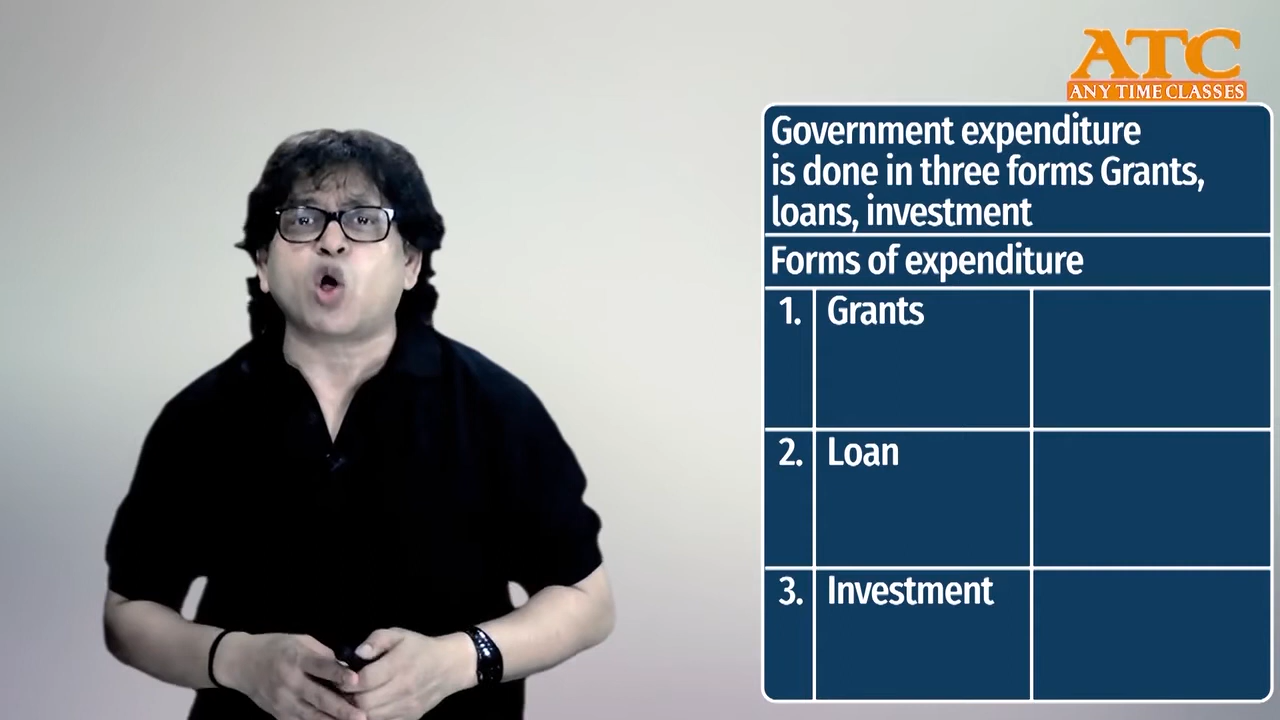 ATC
ANY TIME CLASSES
Government expenditure
is done in three forms Grants,
loans, investment
Forms of expenditure
1. Grants
2. Loan
3. Investment